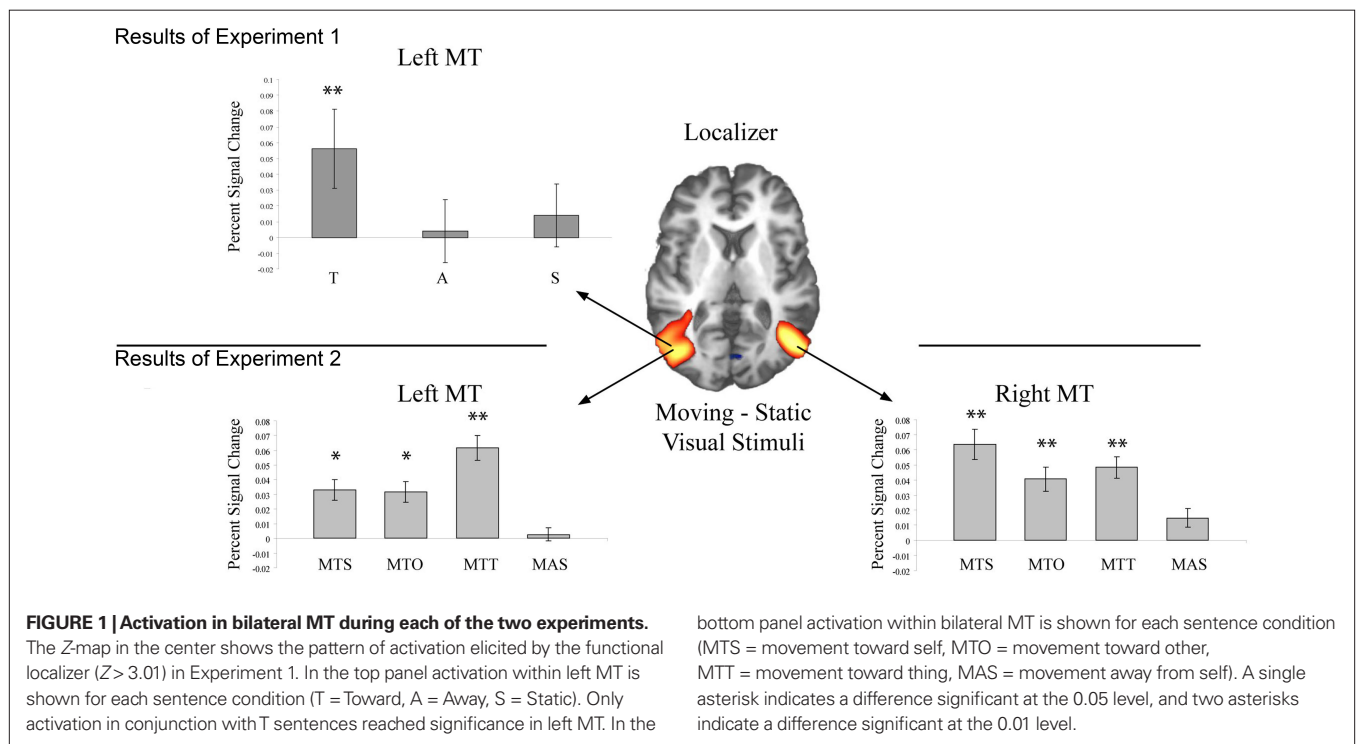 Results of Experiment 1
Left MT
Percent Signal Change
0.1
0.09
0.08
0.07
0.06
0.05
0.04
0.03
0.02
0.01
0
-0.01
-0.02
**
T
A
S
Localizer
Moving - Static
Visual Stimuli
Results of Experiment 2
Left MT
Percent Signal Change
0.08
0.07
0.06
0.05
0.04
0.03
0.02
0.01
0
-0.01
-0.02
*
*
**
MTS
MTO
MTT
MAS
Right MT
Percent Signal Change
0.08
0.07
0.06
0.05
0.04
0.03
0.02
0.01
0
-0.01
-0.02
**
**
**
MTS
MTO
MTT
MAS
FIGURE 1 | Activation in bilateral MT during each of the two experiments.
The Z-map in the center shows the pattern of activation elicited by the functional
localizer (Z > 3.01) in Experiment 1. In the top panel activation within left MT is
shown for each sentence condition (T = Toward, A = Away, S = Static). Only
activation in conjunction with T sentences reached significance in left MT. In the
bottom panel activation within bilateral MT is shown for each sentence condition
(MTS = movement toward self, MTO = movement toward other,
MTT = movement toward thing, MAS = movement away from self). A single
asterisk indicates a difference significant at the 0.05 level, and two asterisks
indicate a difference significant at the 0.01 level.